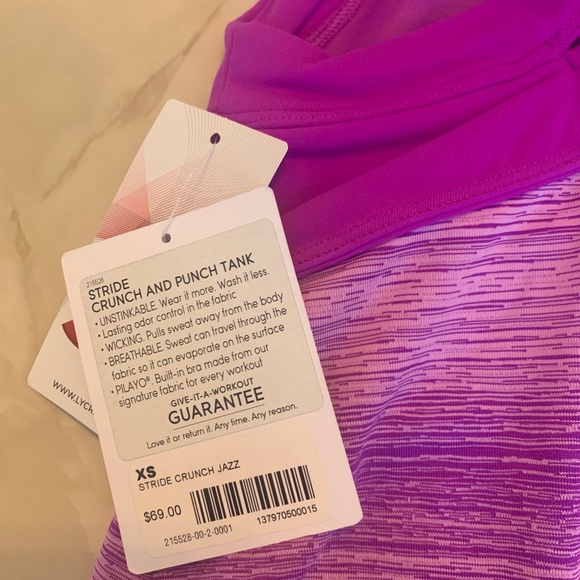 215528
STRIDE
CRUNCH AND PUNCH TANK
• UNSTINKABLE. Wear it more. Wash it less.
• Lasting odor control in the fabric
• WICKING. Pulls sweat away from the body
• BREATHABLE. Sweat can travel through the
fabric so it can evaporate on the surface
• PILAYO®. Built-in bra made from our
signature fabric for every workout
GIVE-IT-A-WORKOUT
GUARANTEE
Love it or return it. Any time. Any reason.
XS
STRIDE CRUNCH JAZZ
$69.00
215528-00-2-0001
137970500015
WWW.LYCR